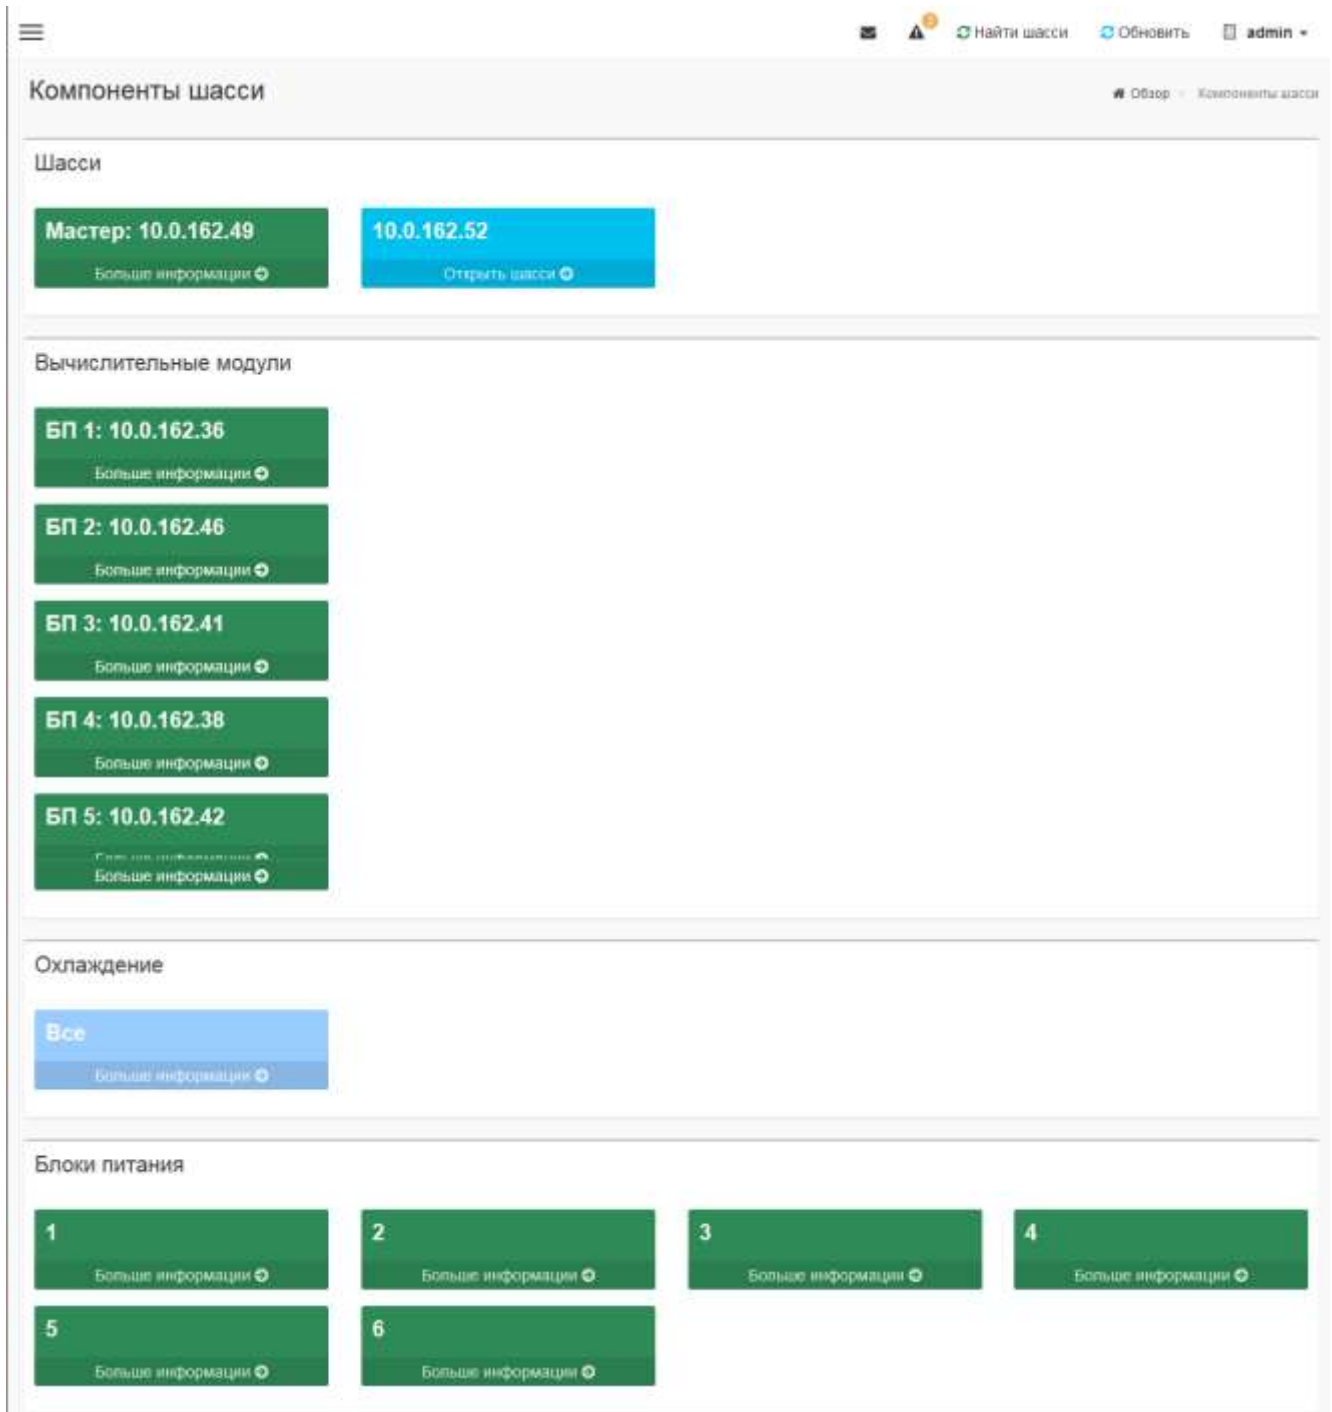 Найти шасси Обновить admin
Компоненты шасси
Обзор Компоненты шасси
Шасси
Мастер: 10.0.162.49 10.0.162.52
Больше информации Открыть шасси
Вычислительные модули
БП 1: 10.0.162.36
Больше информации
БП 2: 10.0.162.46
Больше информации
БП 3: 10.0.162.41
Больше информации
БП 4: 10.0.162.38
Больше информации
БП 5: 10.0.162.42
Больше информации
Охлаждение
Все
Больше информации
Блоки питания
1 2 3 4
Больше информации Больше информации Больше информации Больше информации
5 6
Больше информации Больше информации